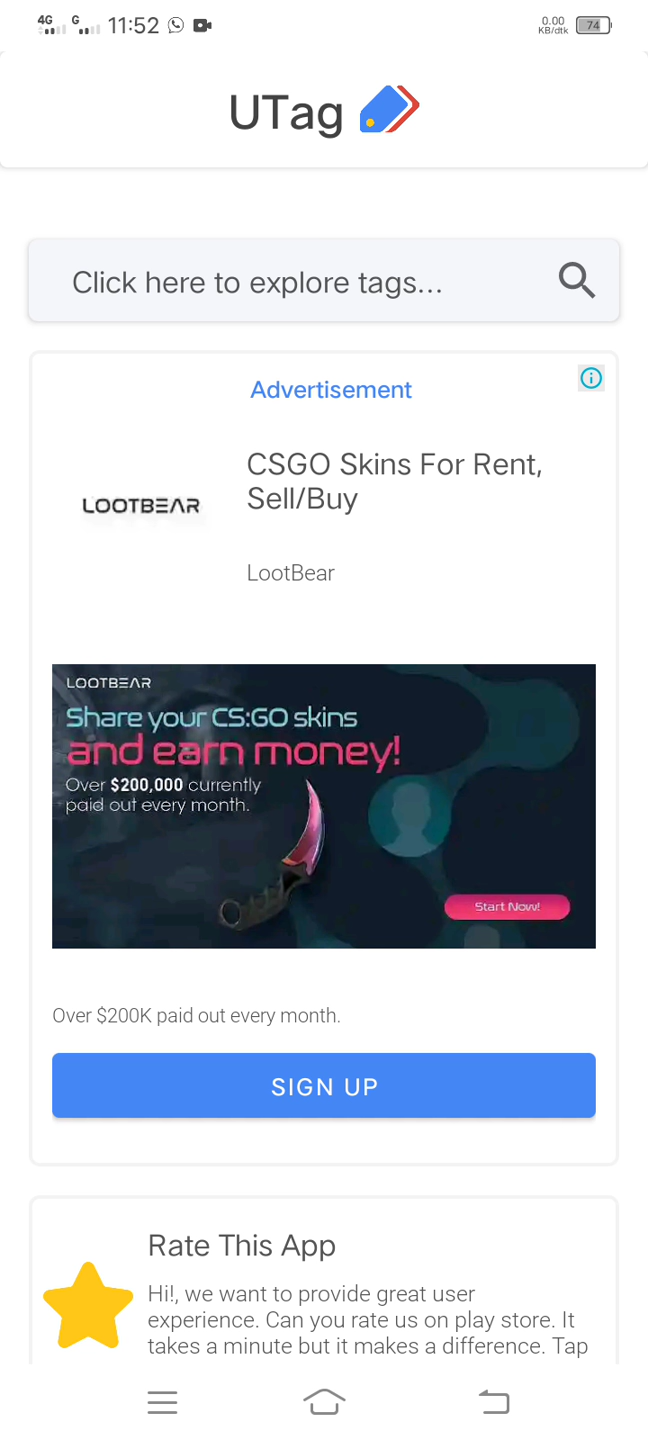 4G G 11:52 0.00 KB/dtk 74
UTag
Click here to explore tags...
Advertisement
LOOTBEAR
CSGO Skins For Rent,
Sell/Buy
LootBear
LOOTBEAR
Share your CS:GO skins
and earn money!
Over $200,000 currently
paid out every month.
Start Now!
Over $200K paid out every month.
SIGN UP
Rate This App
Hi!, we want to provide great user
experience. Can you rate us on play store. It
takes a minute but it makes a difference. Tap